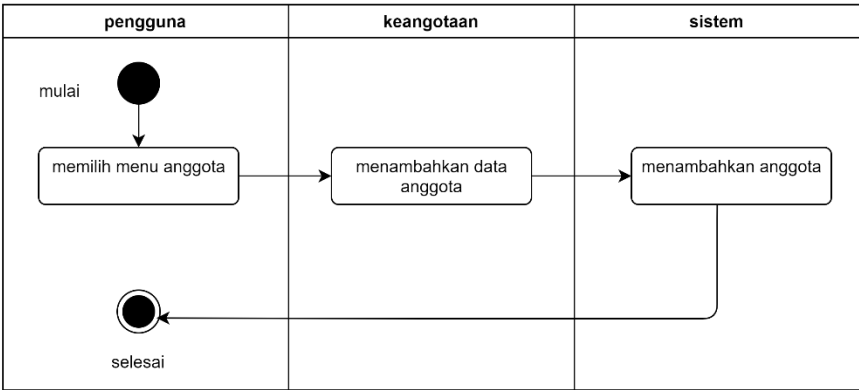 pengguna
keangotaan
sistem
mulai
memilih menu anggota
menambahkan data
anggota
menambahkan anggota
selesai